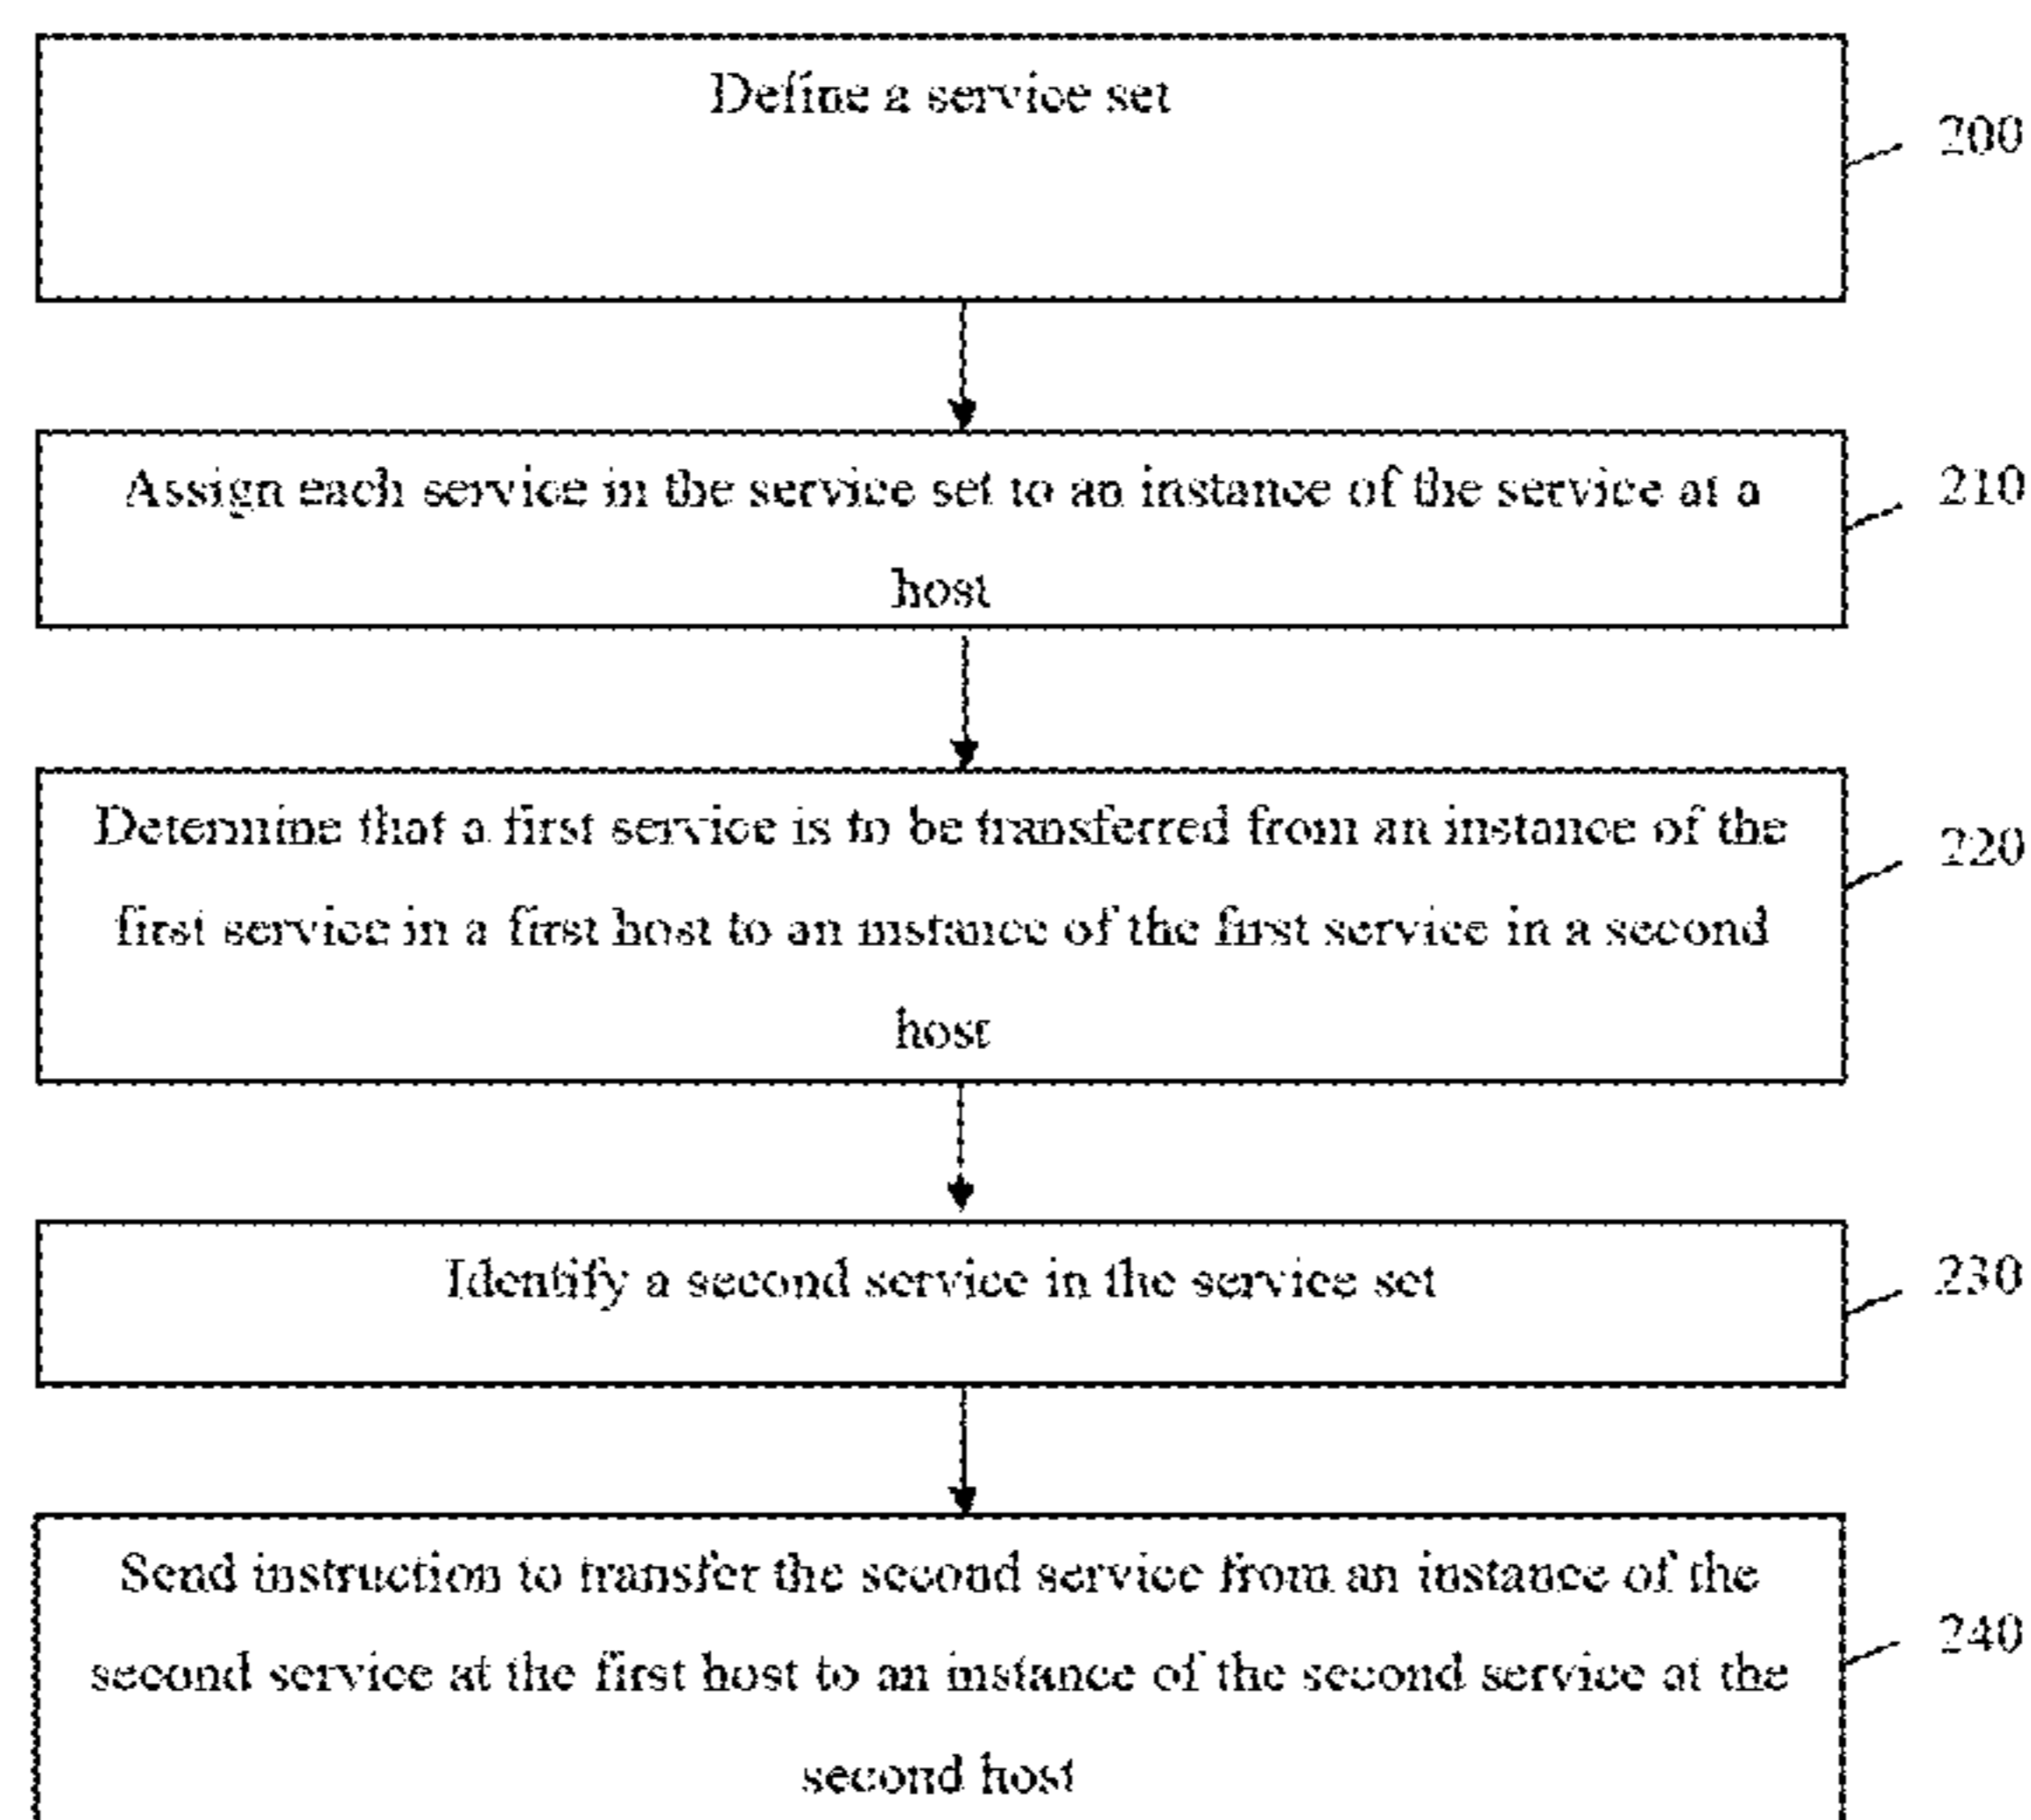 Define a service set
200
Assign each service in the service set to an instance of the service at a
host
210
Determine that a first service is to be transferred from an instance of the
first service in a first host to an instance of the first service in a second
host
220
Identify a second service in the service set
230
Send instruction to transfer the second service from an instance of the
second service at the first host to an instance of the second service at the
second host
240